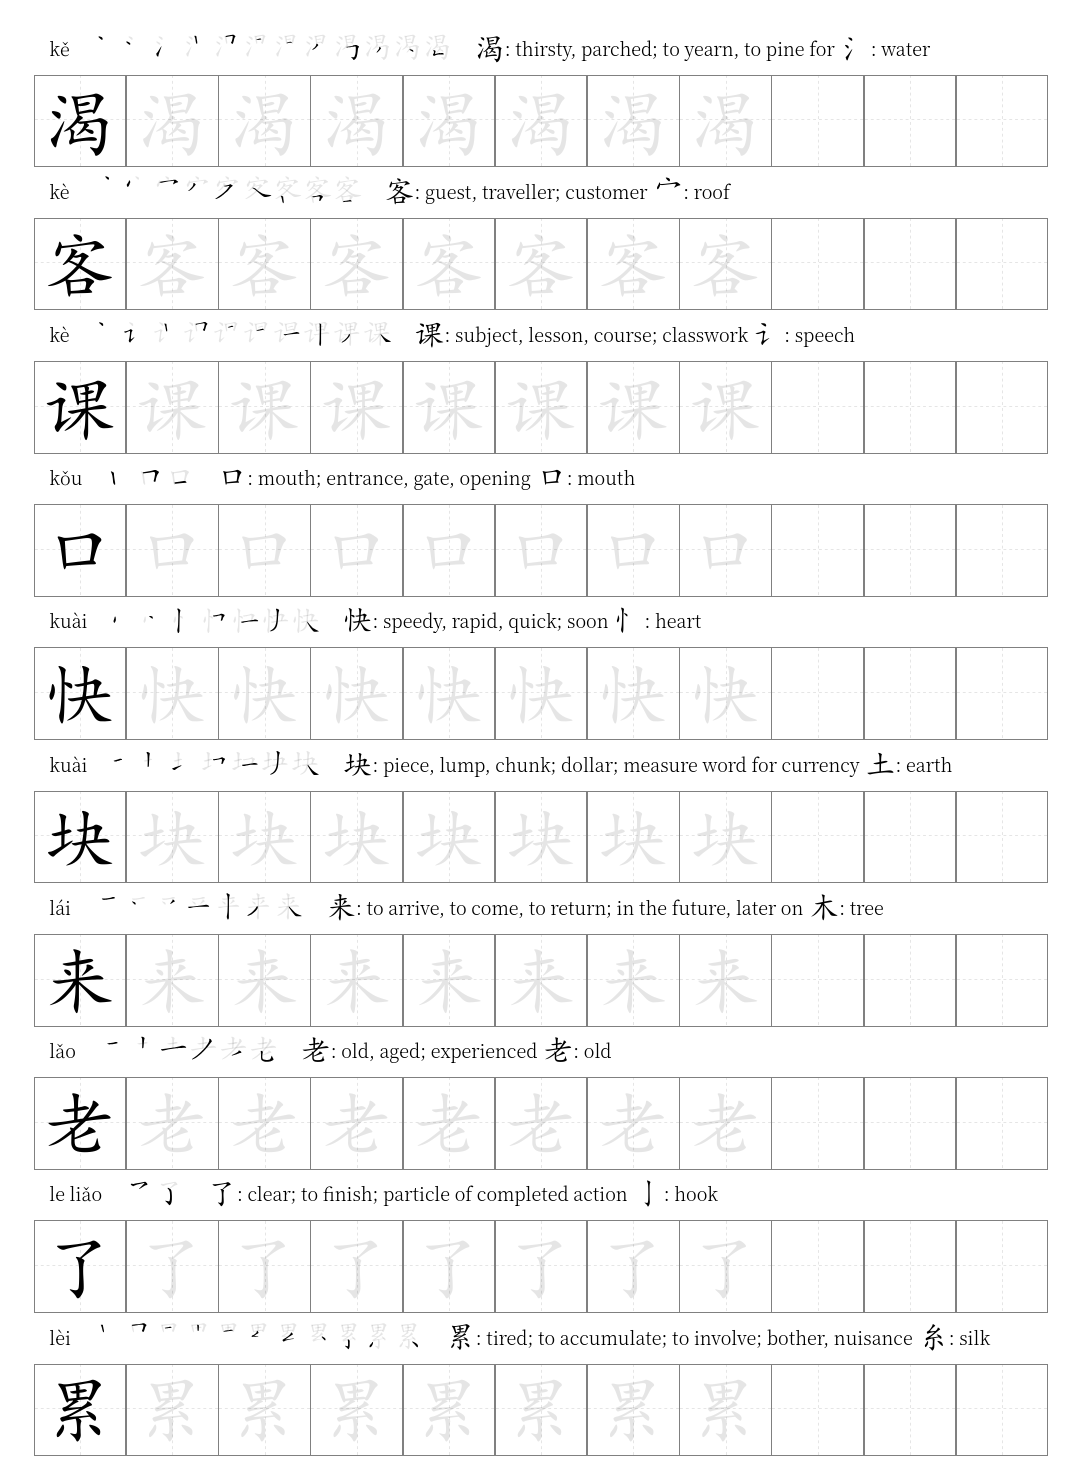 kě 渴: thirsty, parched; to yearn, to pine for 氵: water
渴 渴 渴 渴 渴 渴 渴 渴
kè 客: guest, traveller; customer 宀: roof
客 客 客 客 客 客 客 客
kè 课: subject, lesson, course; classwork 讠: speech
课 课 课 课 课 课 课 课
kǒu 口: mouth; entrance, gate, opening 口: mouth
口 口 口 口 口 口 口 口
kuài 快: speedy, rapid, quick; soon 忄: heart
快 快 快 快 快 快 快 快
kuài 块: piece, lump, chunk; dollar; measure word for currency 土: earth
块 块 块 块 块 块 块 块
lái 来: to arrive, to come, to return; in the future, later on 木: tree
来 来 来 来 来 来 来 来
lǎo 老: old, aged; experienced 老: old
老 老 老 老 老 老 老 老
le liǎo 了: clear; to finish; particle of completed action 亅: hook
了 了 了 了 了 了 了 了
lèi 累: tired; to accumulate; to involve; bother, nuisance 糸: silk
累 累 累 累 累 累 累 累